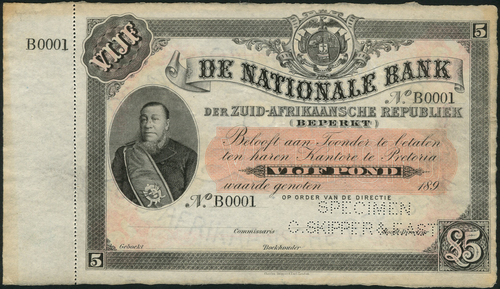 B0001
VIJF
5
DE NATIONALE BANK
No. B0001
DER ZUID-AFRIKAANSCHE REPUBLIEK
(BEPERKT)
Belooft aan Toonder te betalen
ten haren Kantore te Pretoria
VIJF POND
waarde genoten 189
No. B0001
OP ORDER VAN DE DIRECTIE
SPECIMEN
Commissaris
C. SKIPPER & EAST
Geboekt
Boekhouder
5
£5